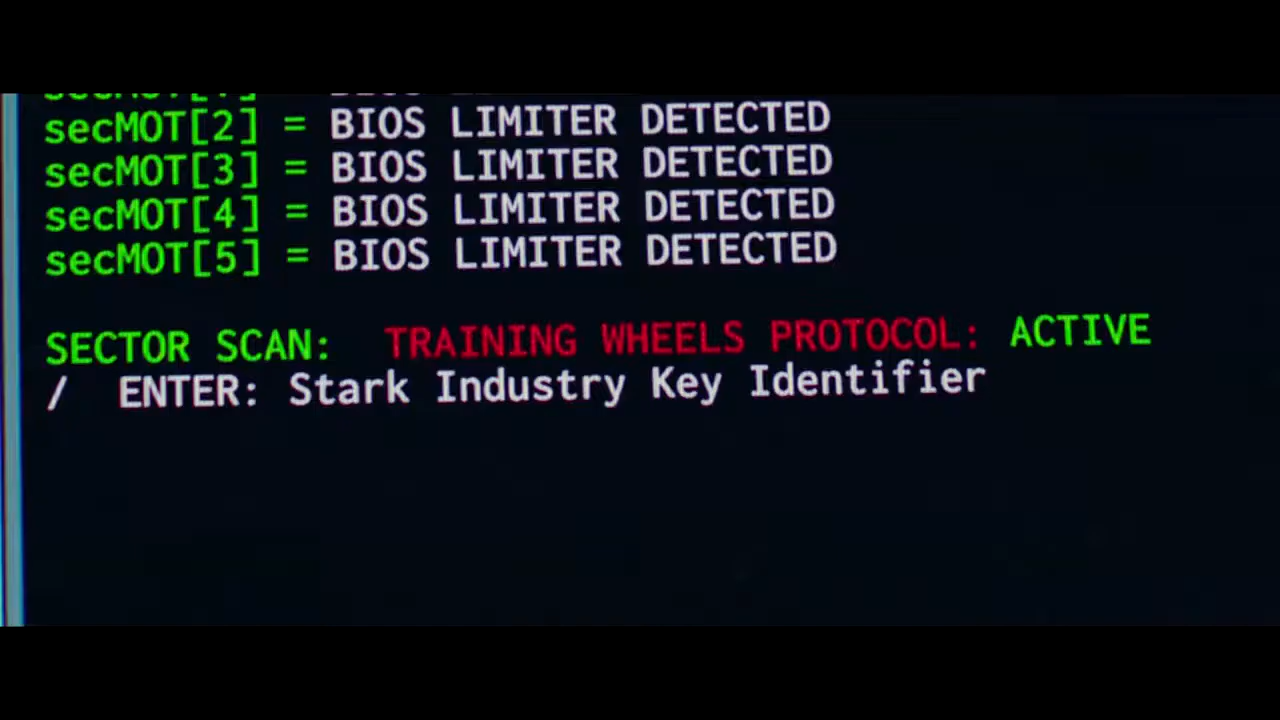 secMOT[2] = BIOS LIMITER DETECTED
secMOT[3] = BIOS LIMITER DETECTED
secMOT[4] = BIOS LIMITER DETECTED
secMOT[5] = BIOS LIMITER DETECTED
SECTOR SCAN: TRAINING WHEELS PROTOCOL: ACTIVE
/ ENTER: Stark Industry Key Identifier